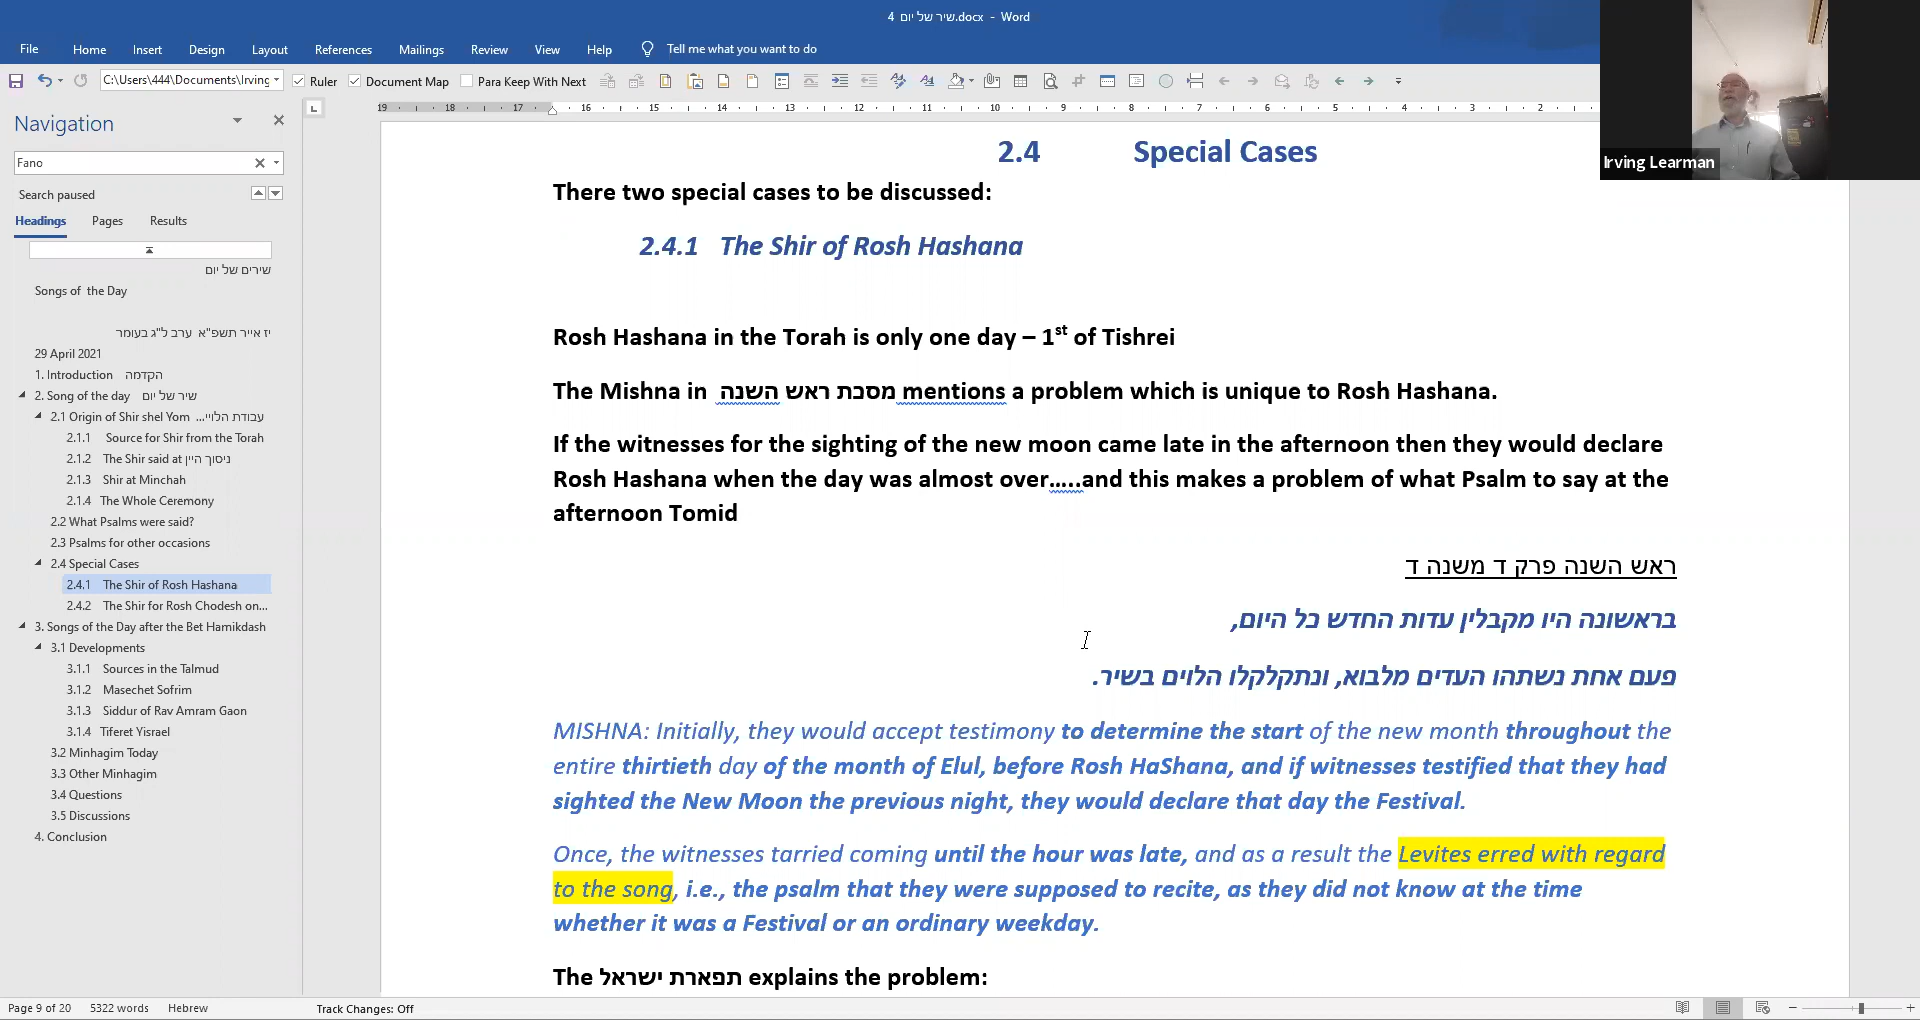 שיר של יום 4.docx - Word
File Home Insert Design Layout References Mailings Review View Help Tell me what you want to do
C:\Users\444\Documents\Irving Ruler Document Map Para Keep With Next
Navigation
Fano
Search paused
Headings Pages Results
שירים של יום
Songs of the Day
יז אייר תשפ"א ערב ל"ג בעומר
29 April 2021
1. Introduction הקדמה
2. Song of the day שיר של יום
2.1 Origin of Shir shel Yom עבודת הלויי...
2.1.1 Source for Shir from the Torah
2.1.2 The Shir said at ניסוך היין
2.1.3 Shir at Minchah
2.1.4 The Whole Ceremony
2.2 What Psalms were said?
2.3 Psalms for other occasions
2.4 Special Cases
2.4.1 The Shir of Rosh Hashana
2.4.2 The Shir for Rosh Chodesh on...
3. Songs of the Day after the Bet Hamikdash
3.1 Developments
3.1.1 Sources in the Talmud
3.1.2 Masechet Sofrim
3.1.3 Siddur of Rav Amram Gaon
3.1.4 Tiferet Yisrael
3.2 Minhagim Today
3.3 Other Minhagim
3.4 Questions
3.5 Discussions
4. Conclusion
19 18 17 16 15 14 13 12 11 10 9 8 7 6 5 4 3 2
2.4 Special Cases
There two special cases to be discussed:
2.4.1 The Shir of Rosh Hashana
Rosh Hashana in the Torah is only one day – 1st of Tishrei
The Mishna in מסכת ראש השנה mentions a problem which is unique to Rosh Hashana.
If the witnesses for the sighting of the new moon came late in the afternoon then they would declare
Rosh Hashana when the day was almost over…..and this makes a problem of what Psalm to say at the
afternoon Tomid
ראש השנה פרק ד משנה ד
בראשונה היו מקבלין עדות החדש כל היום,
פעם אחת נשתהו העדים מלבוא, ונתקלקלו הלוים בשיר.
MISHNA: Initially, they would accept testimony to determine the start of the new month throughout the
entire thirtieth day of the month of Elul, before Rosh HaShana, and if witnesses testified that they had
sighted the New Moon the previous night, they would declare that day the Festival.
Once, the witnesses tarried coming until the hour was late, and as a result the Levites erred with regard
to the song, i.e., the psalm that they were supposed to recite, as they did not know at the time
whether it was a Festival or an ordinary weekday.
The תפארת ישראל explains the problem:
Irving Learman
Page 9 of 20 5322 words Hebrew Track Changes: Off